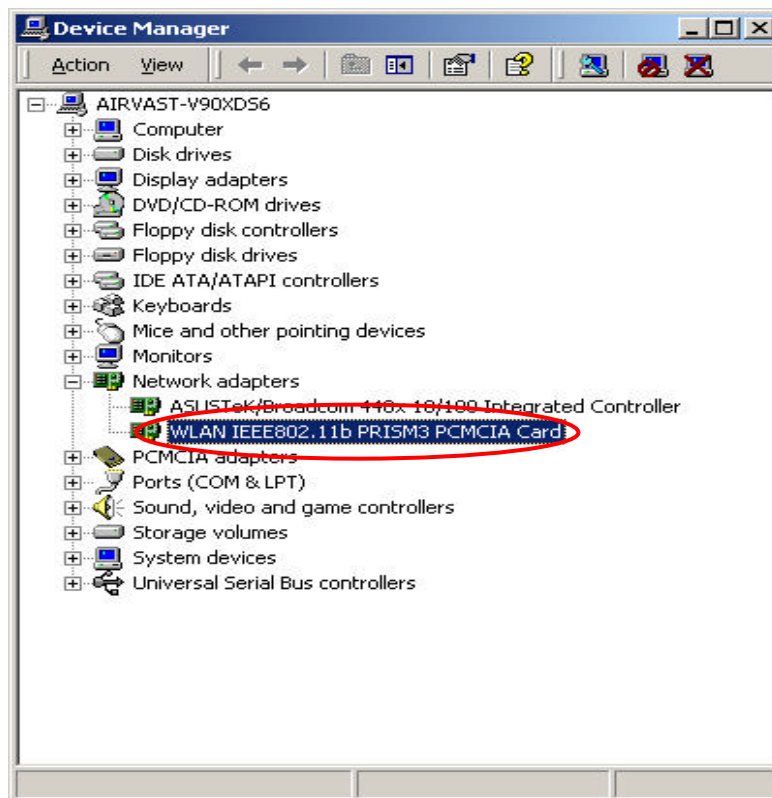 Device Manager
Action View
AIRVAST-V90XDS6
Computer
Disk drives
Display adapters
DVD/CD-ROM drives
Floppy disk controllers
Floppy disk drives
IDE ATA/ATAPI controllers
Keyboards
Mice and other pointing devices
Monitors
Network adapters
ASUSTeK/Broadcom 440x 10/100 Integrated Controller
WLAN IEEE802.11b PRISM3 PCMCIA Card
PCMCIA adapters
Ports (COM & LPT)
Sound, video and game controllers
Storage volumes
System devices
Universal Serial Bus controllers